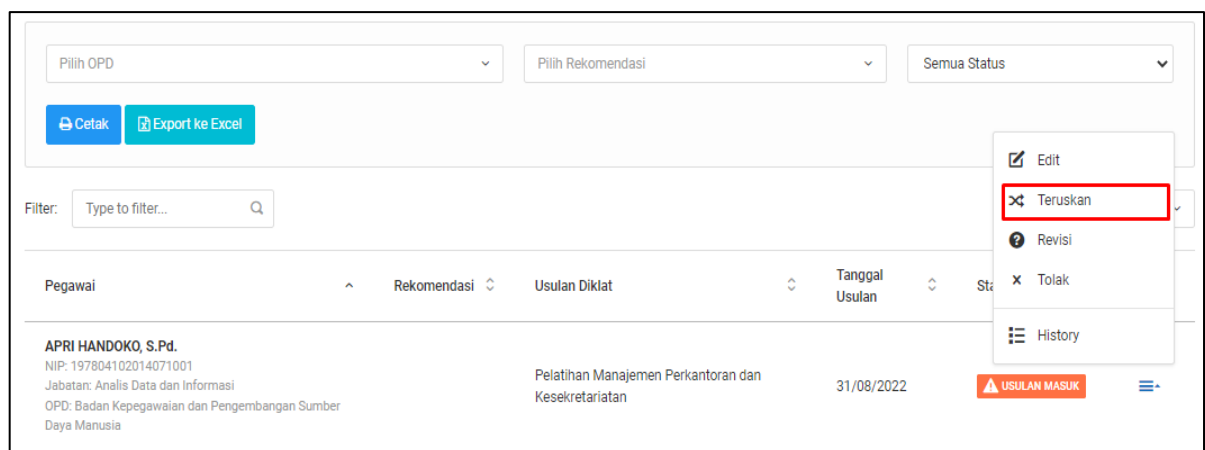 Pilih OPD
Pilih Rekomendasi
Semua Status
Cetak
Export ke Excel
Edit
Teruskan
Revisi
Tolak
History
Filter:
Type to filter...
Pegawai
Rekomendasi
Usulan Diklat
Tanggal
Usulan
APRI HANDOKO, S.Pd.
NIP: 197804102014071001
Jabatan: Analis Data dan Informasi
OPD: Badan Kepegawaian dan Pengembangan Sumber
Daya Manusia
Pelatihan Manajemen Perkantoran dan
Kesekretariatan
31/08/2022
USULAN MASUK